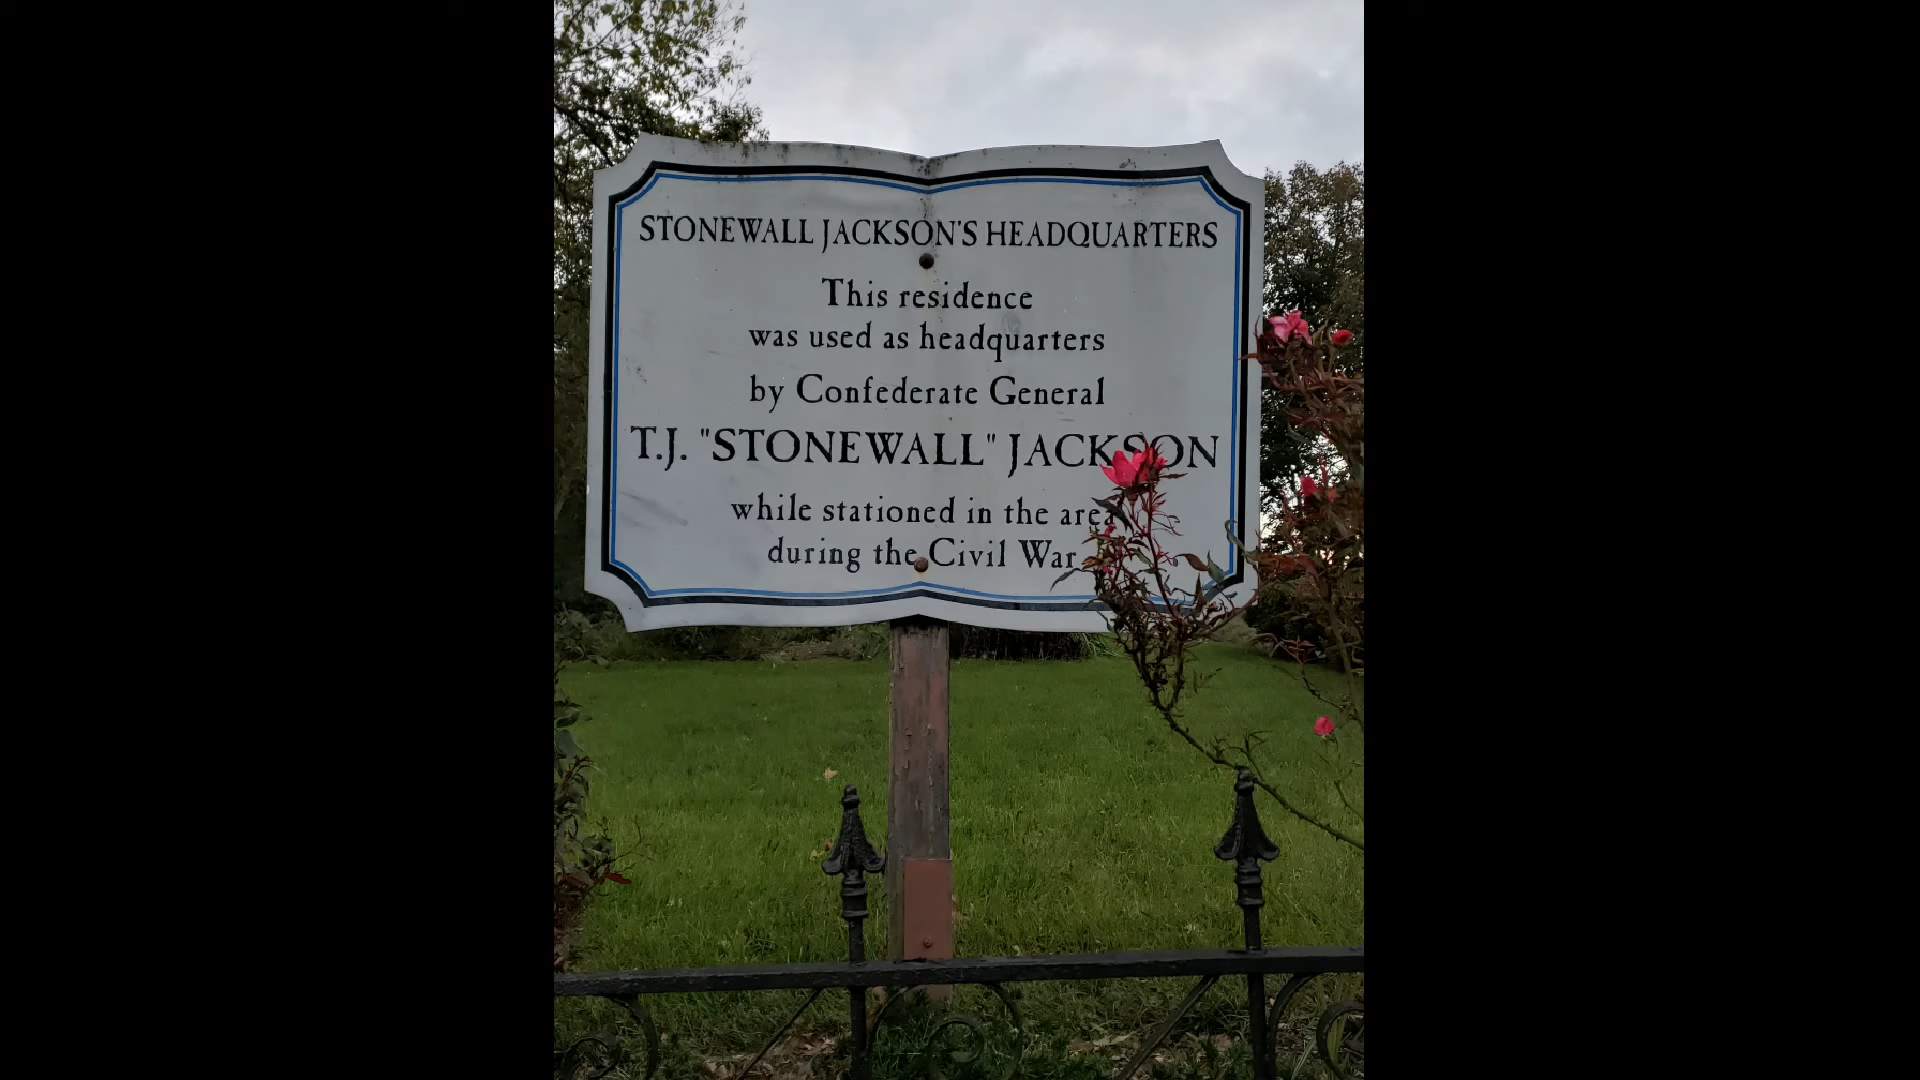 STONEWALL JACKSON'S HEADQUARTERS
This residence
was used as headquarters
by Confederate General
T.J. "STONEWALL" JACKSON
while stationed in the area
during the Civil War